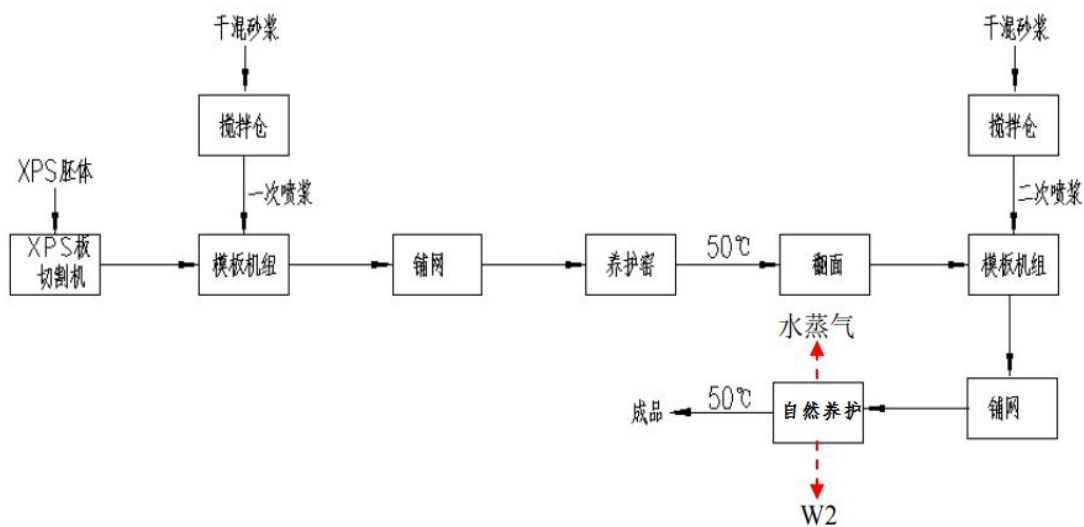 干混砂浆
干混砂浆
搅拌仓
搅拌仓
XPS胚体
一次喷浆
二次喷浆
XPS板
切割机
模板机组
铺网
养护窑
50℃
翻面
模板机组
水蒸气
成品
50℃
自然养护
铺网
W2